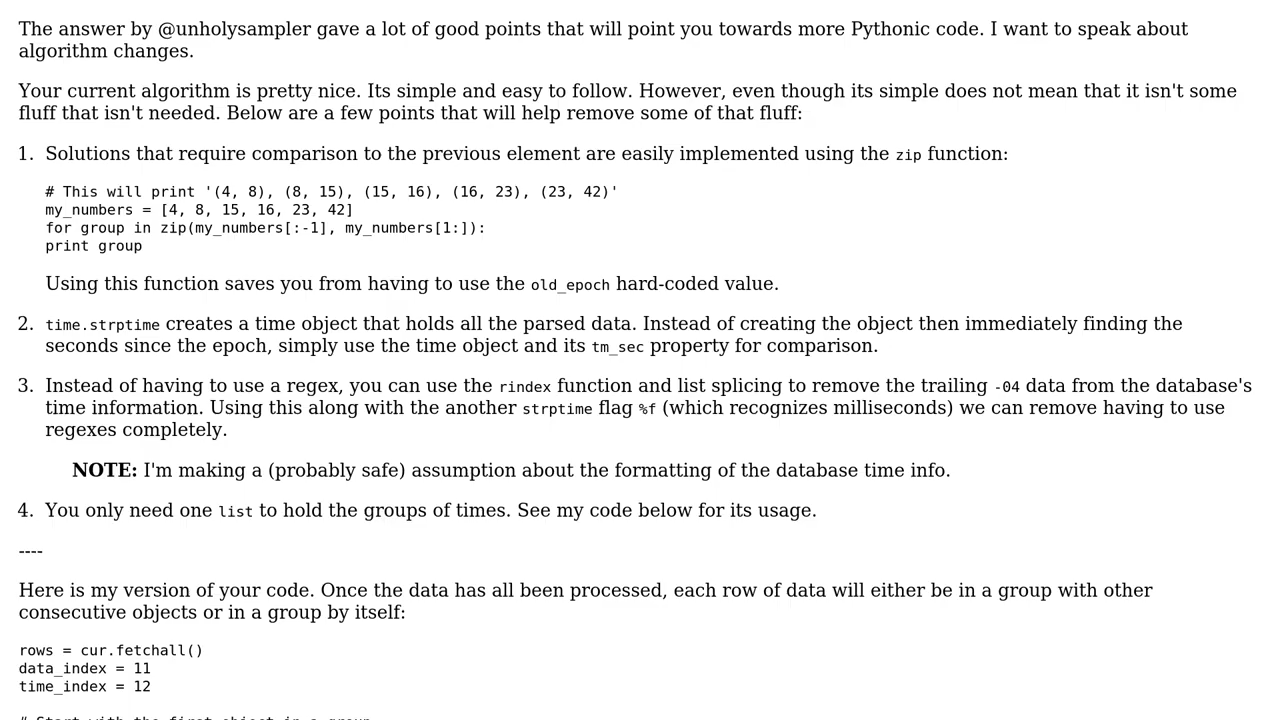 The answer by @unholysampler gave a lot of good points that will point you towards more Pythonic code. I want to speak about
algorithm changes.
Your current algorithm is pretty nice. Its simple and easy to follow. However, even though its simple does not mean that it isn't some
fluff that isn't needed. Below are a few points that will help remove some of that fluff:
1. Solutions that require comparison to the previous element are easily implemented using the zip function:
# This will print '(4, 8), (8, 15), (15, 16), (16, 23), (23, 42)'
my_numbers = [4, 8, 15, 16, 23, 42]
for group in zip(my_numbers[:-1], my_numbers[1:]):
print group
Using this function saves you from having to use the old_epoch hard-coded value.
2. time.strptime creates a time object that holds all the parsed data. Instead of creating the object then immediately finding the
seconds since the epoch, simply use the time object and its tm_sec property for comparison.
3. Instead of having to use a regex, you can use the rindex function and list splicing to remove the trailing -04 data from the database's
time information. Using this along with the another strptime flag %f (which recognizes milliseconds) we can remove having to use
regexes completely.
NOTE: I'm making a (probably safe) assumption about the formatting of the database time info.
4. You only need one list to hold the groups of times. See my code below for its usage.
----
Here is my version of your code. Once the data has all been processed, each row of data will either be in a group with other
consecutive objects or in a group by itself:
rows = cur.fetchall()
data_index = 11
time_index = 12
# Start with the first object in a group